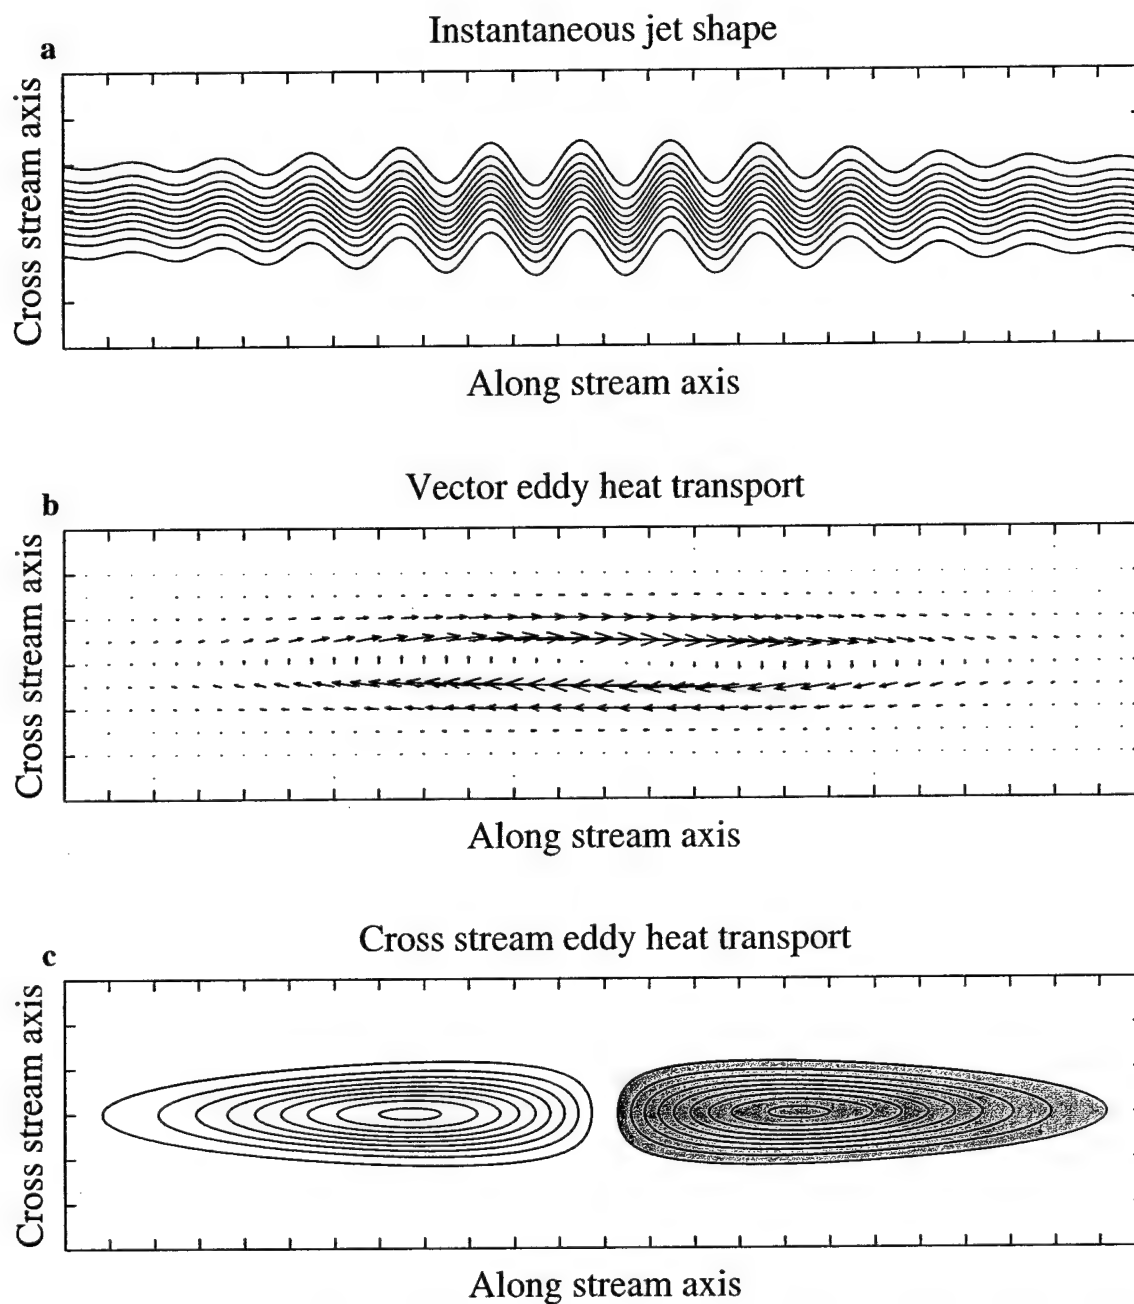 Instantaneous jet shape
a
Cross stream axis
Along stream axis
Vector eddy heat transport
b
Cross stream axis
Along stream axis
Cross stream eddy heat transport
c
Cross stream axis
Along stream axis